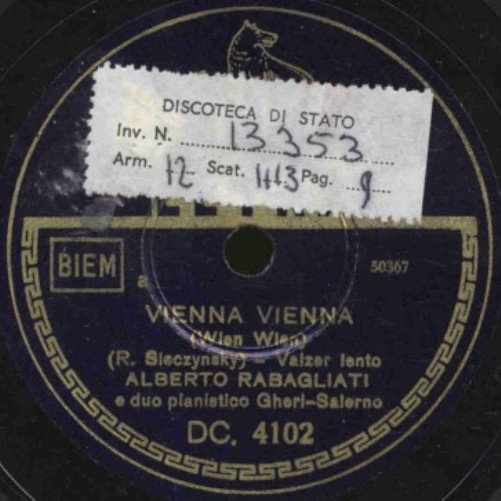 DISCOTECA DI STATO
Inv. N. 13353
Arm. 12 Scat. 113 Pag. 9
BIEM
a
50367
VIENNA VIENNA
(Wien Wien)
(R. Sieczynsky) - Valzer lento
ALBERTO RABAGLIATI
e duo pianistico Gheri-Salerno
DC. 4102